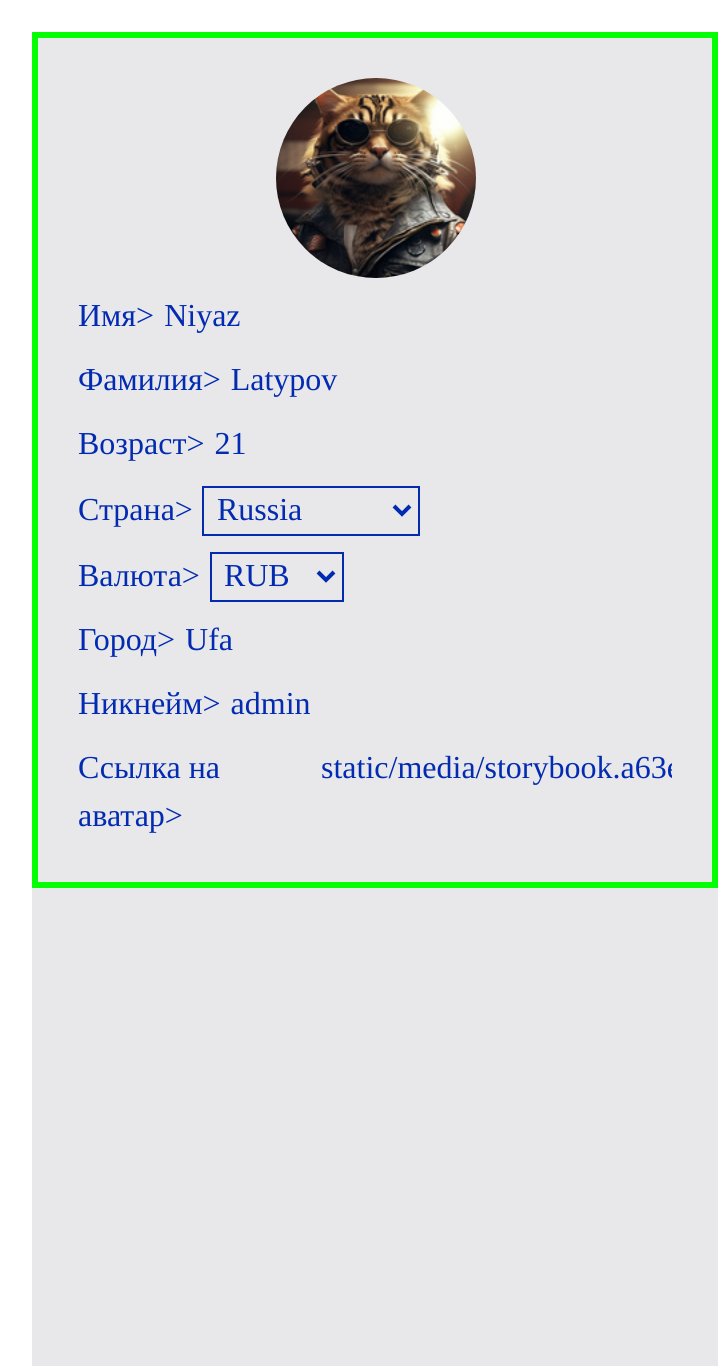 Имя> Niyaz
Фамилия> Latypov
Возраст> 21
Страна> Russia
Валюта> RUB
Город> Ufa
Никнейм> admin
Ссылка на static/media/storybook.a63
аватар>